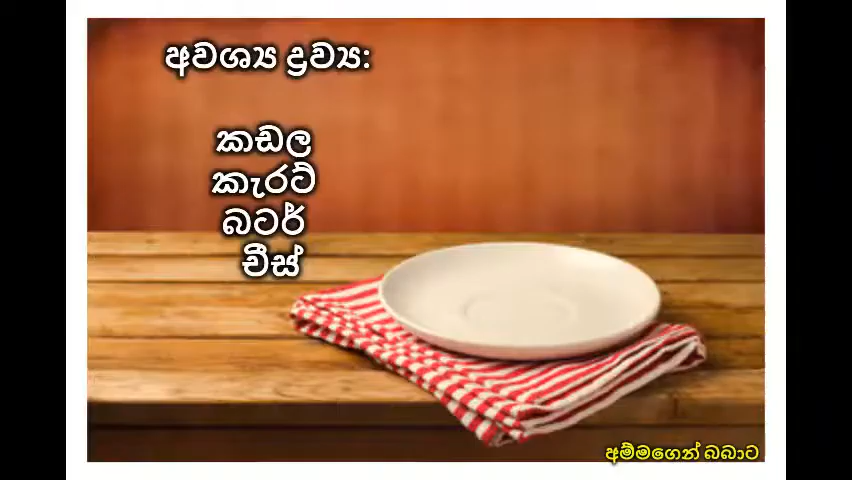 අවශ්‍ය ද්‍රව්‍ය:
කඩල
කැරට්
බටර්
චීස්
අම්මගෙන් බබාට